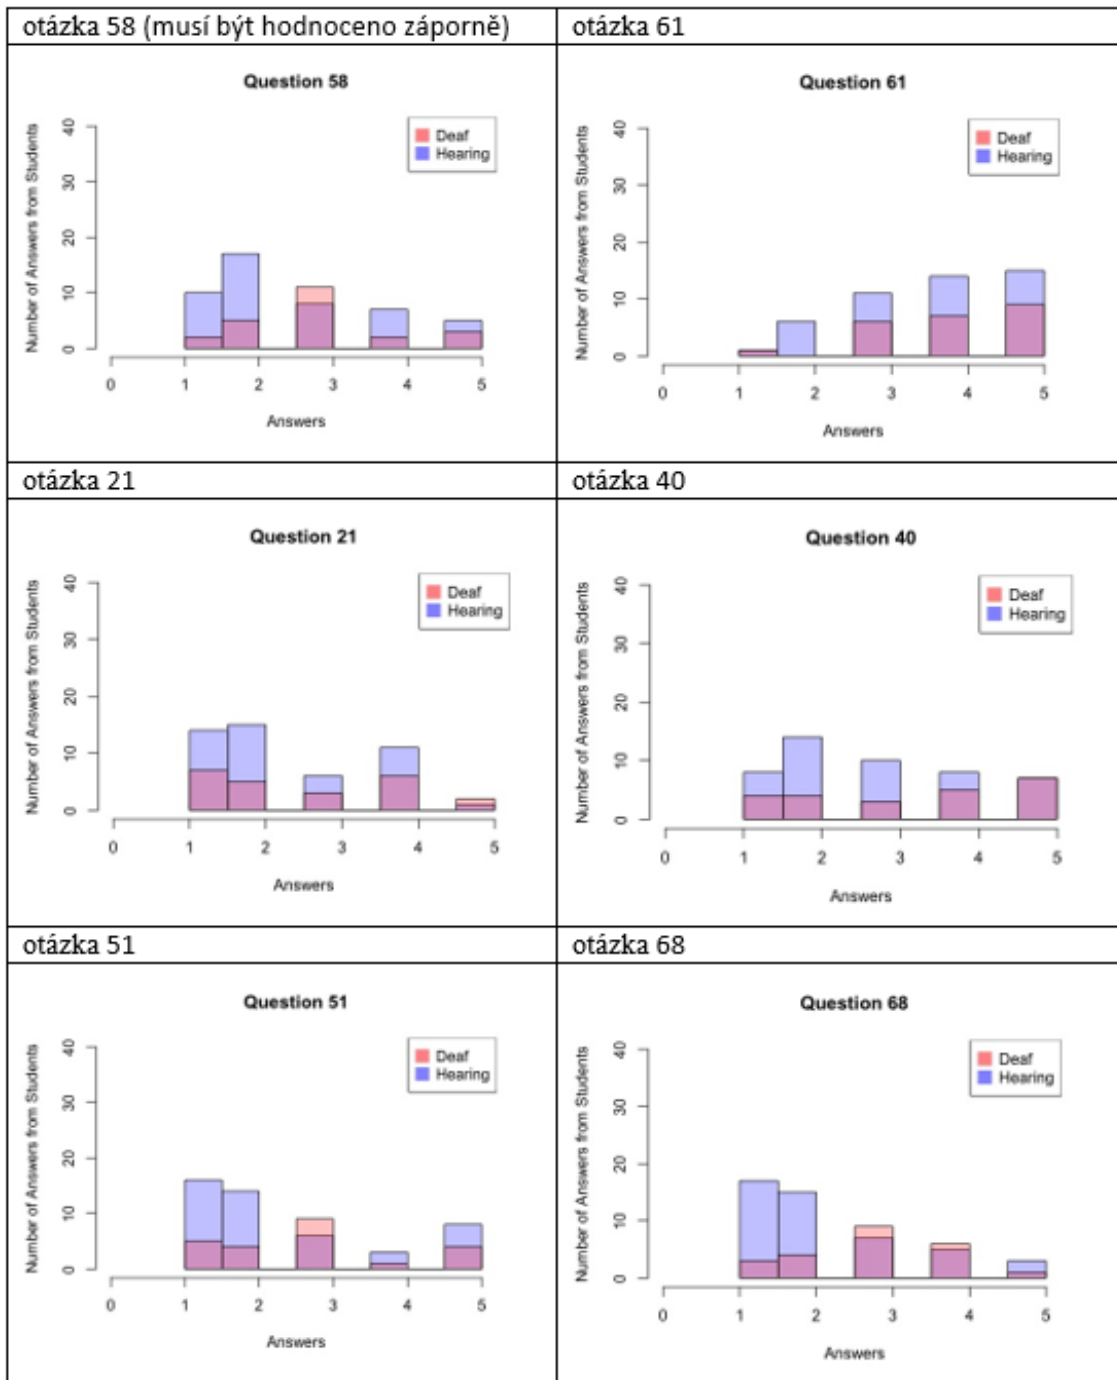 otázka 58 (musí být hodnoceno záporně)
otázka 61
Question 58
Deaf
Hearing
Number of Answers from Students
40
30
20
10
0
0 1 2 3 4 5
Answers
Question 61
Deaf
Hearing
Number of Answers from Students
40
30
20
10
0
0 1 2 3 4 5
Answers
otázka 21
otázka 40
Question 21
Deaf
Hearing
Number of Answers from Students
40
30
20
10
0
0 1 2 3 4 5
Answers
Question 40
Deaf
Hearing
Number of Answers from Students
40
30
20
10
0
0 1 2 3 4 5
Answers
otázka 51
otázka 68
Question 51
Deaf
Hearing
Number of Answers from Students
40
30
20
10
0
0 1 2 3 4 5
Answers
Question 68
Deaf
Hearing
Number of Answers from Students
40
30
20
10
0
0 1 2 3 4 5
Answers